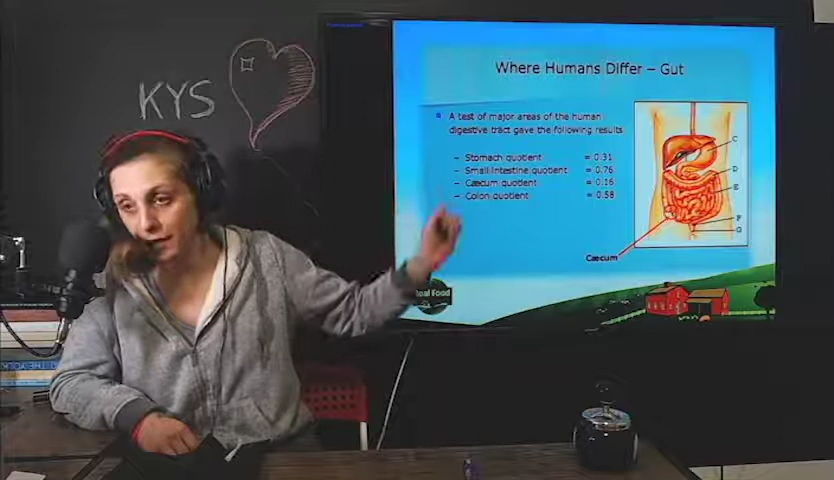 KYS
Where Humans Differ – Gut
A test of major areas of the human
digestive tract gave the following results
– Stomach quotient = 0.31
– Small intestine quotient = 0.76
– Cæcum quotient = 0.16
– Colon quotient = 0.58
C
D
E
F
G
Cæcum
Real Food